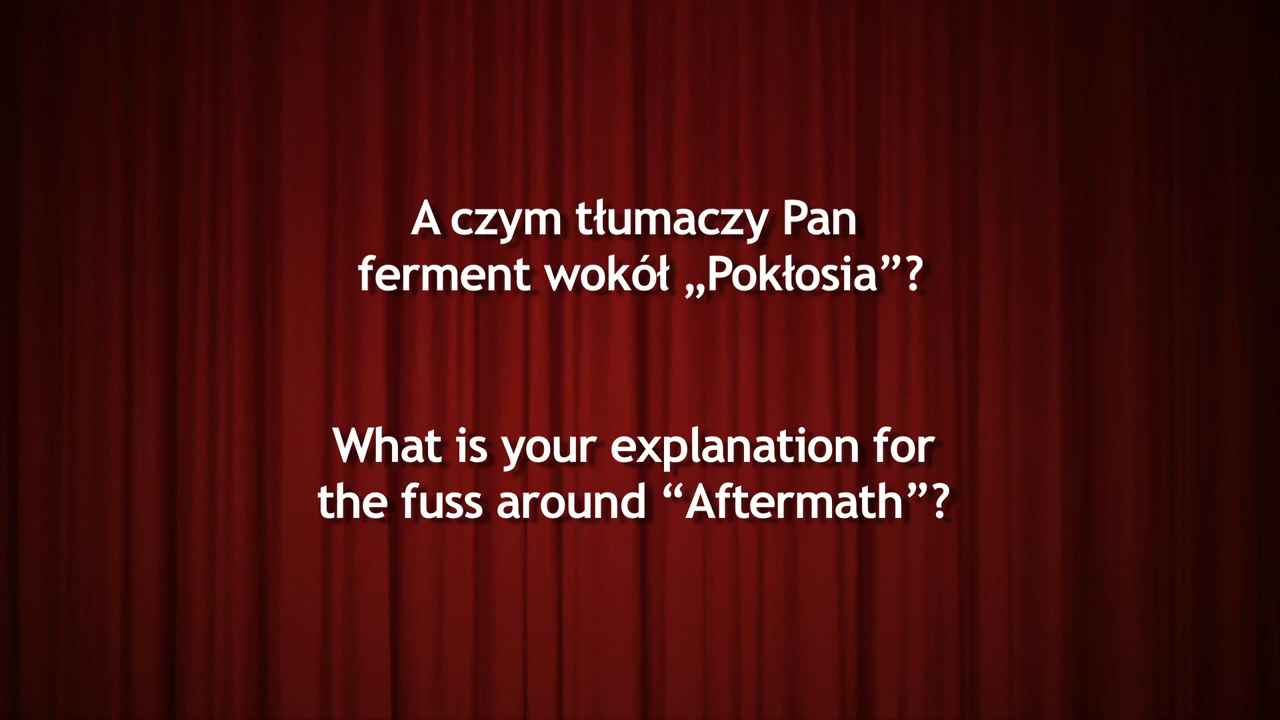 A czym tłumaczy Pan
ferment wokół „Pokłosia”?
What is your explanation for
the fuss around “Aftermath”?